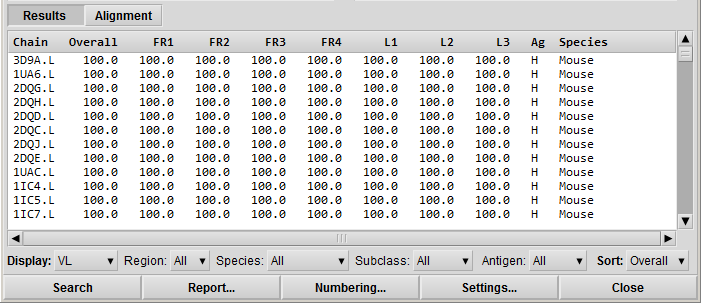 Results Alignment
Chain Overall FR1 FR2 FR3 FR4 L1 L2 L3 Ag Species
3D9A.L 100.0 100.0 100.0 100.0 100.0 100.0 100.0 100.0 H Mouse
1UA6.L 100.0 100.0 100.0 100.0 100.0 100.0 100.0 100.0 H Mouse
2DQG.L 100.0 100.0 100.0 100.0 100.0 100.0 100.0 100.0 H Mouse
2DQH.L 100.0 100.0 100.0 100.0 100.0 100.0 100.0 100.0 H Mouse
2DQD.L 100.0 100.0 100.0 100.0 100.0 100.0 100.0 100.0 H Mouse
2DQC.L 100.0 100.0 100.0 100.0 100.0 100.0 100.0 100.0 H Mouse
2DQJ.L 100.0 100.0 100.0 100.0 100.0 100.0 100.0 100.0 H Mouse
2DQE.L 100.0 100.0 100.0 100.0 100.0 100.0 100.0 100.0 H Mouse
1UAC.L 100.0 100.0 100.0 100.0 100.0 100.0 100.0 100.0 H Mouse
1IC4.L 100.0 100.0 100.0 100.0 100.0 100.0 100.0 100.0 H Mouse
1IC5.L 100.0 100.0 100.0 100.0 100.0 100.0 100.0 100.0 H Mouse
1IC7.L 100.0 100.0 100.0 100.0 100.0 100.0 100.0 100.0 H Mouse
Display: VL Region: All Species: All Subclass: All Antigen: All Sort: Overall
Search Report... Numbering... Settings... Close